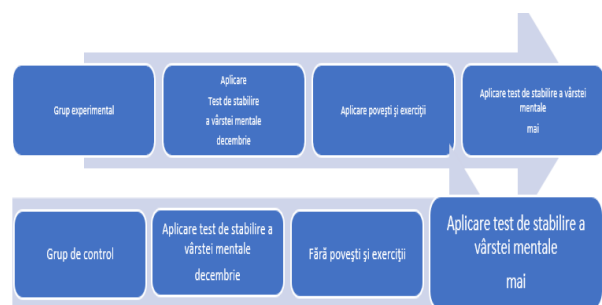 Grup experimental
Aplicare
Test de stabilire
a vârstei mentale
decembrie
Aplicare povești și exerciții
Aplicare test de stabilire a vârstei
mentale
mai
Grup de control
Aplicare test de stabilire a
vârstei mentale
decembrie
Fără povești și exerciții
Aplicare test de stabilire a
vârstei mentale
mai